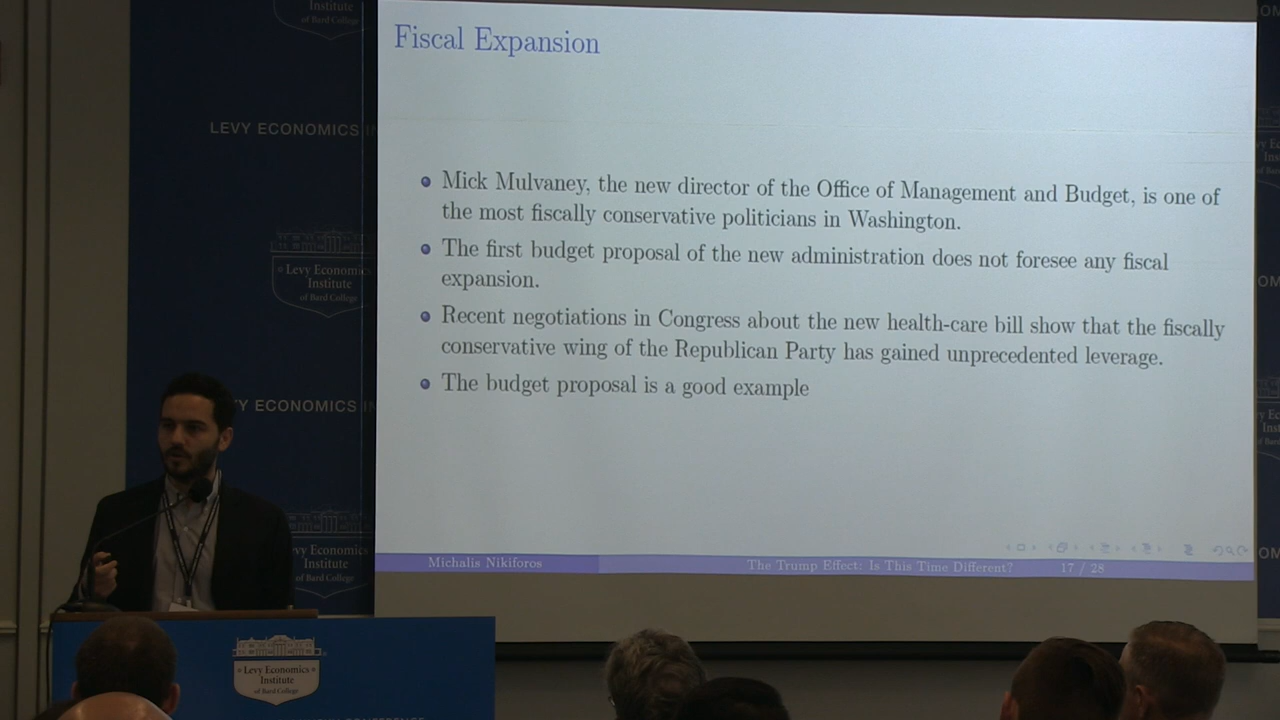 Institute
of Bard College
Fiscal Expansion
LEVY ECONOMICS
Mick Mulvaney, the new director of the Office of Management and Budget, is one of
the most fiscally conservative politicians in Washington.
The first budget proposal of the new administration does not foresee any fiscal
expansion.
Recent negotiations in Congress about the new health-care bill show that the fiscally
conservative wing of the Republican Party has gained unprecedented leverage.
The budget proposal is a good example
Levy Economics
Institute
of Bard College
ECONOMICS
Levy Economics
Institute
of Bard College
Michalis Nikiforos
The Trump Effect: Is This Time Different?
17 / 28
Levy Economics
Institute
of Bard College